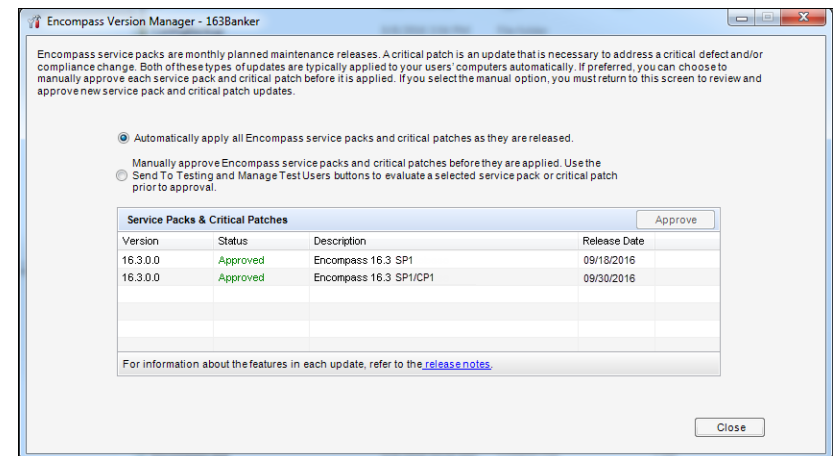 Encompass Version Manager - 163Banker
Encompass service packs are monthly planned maintenance releases. A critical patch is an update that is necessary to address a critical defect and/or
compliance change. Both of these types of updates are typically applied to your users' computers automatically. If preferred, you can choose to
manually approve each service pack and critical patch before it is applied. If you select the manual option, you must return to this screen to review and
approve new service pack and critical patch updates.
Automatically apply all Encompass service packs and critical patches as they are released.
Manually approve Encompass service packs and critical patches before they are applied. Use the
Send To Testing and Manage Test Users buttons to evaluate a selected service pack or critical patch
prior to approval.
Service Packs & Critical Patches Approve
Version Status Description Release Date
16.3.0.0 Approved Encompass 16.3 SP1 09/18/2016
16.3.0.0 Approved Encompass 16.3 SP1/CP1 09/30/2016
For information about the features in each update, refer to the release notes.
Close